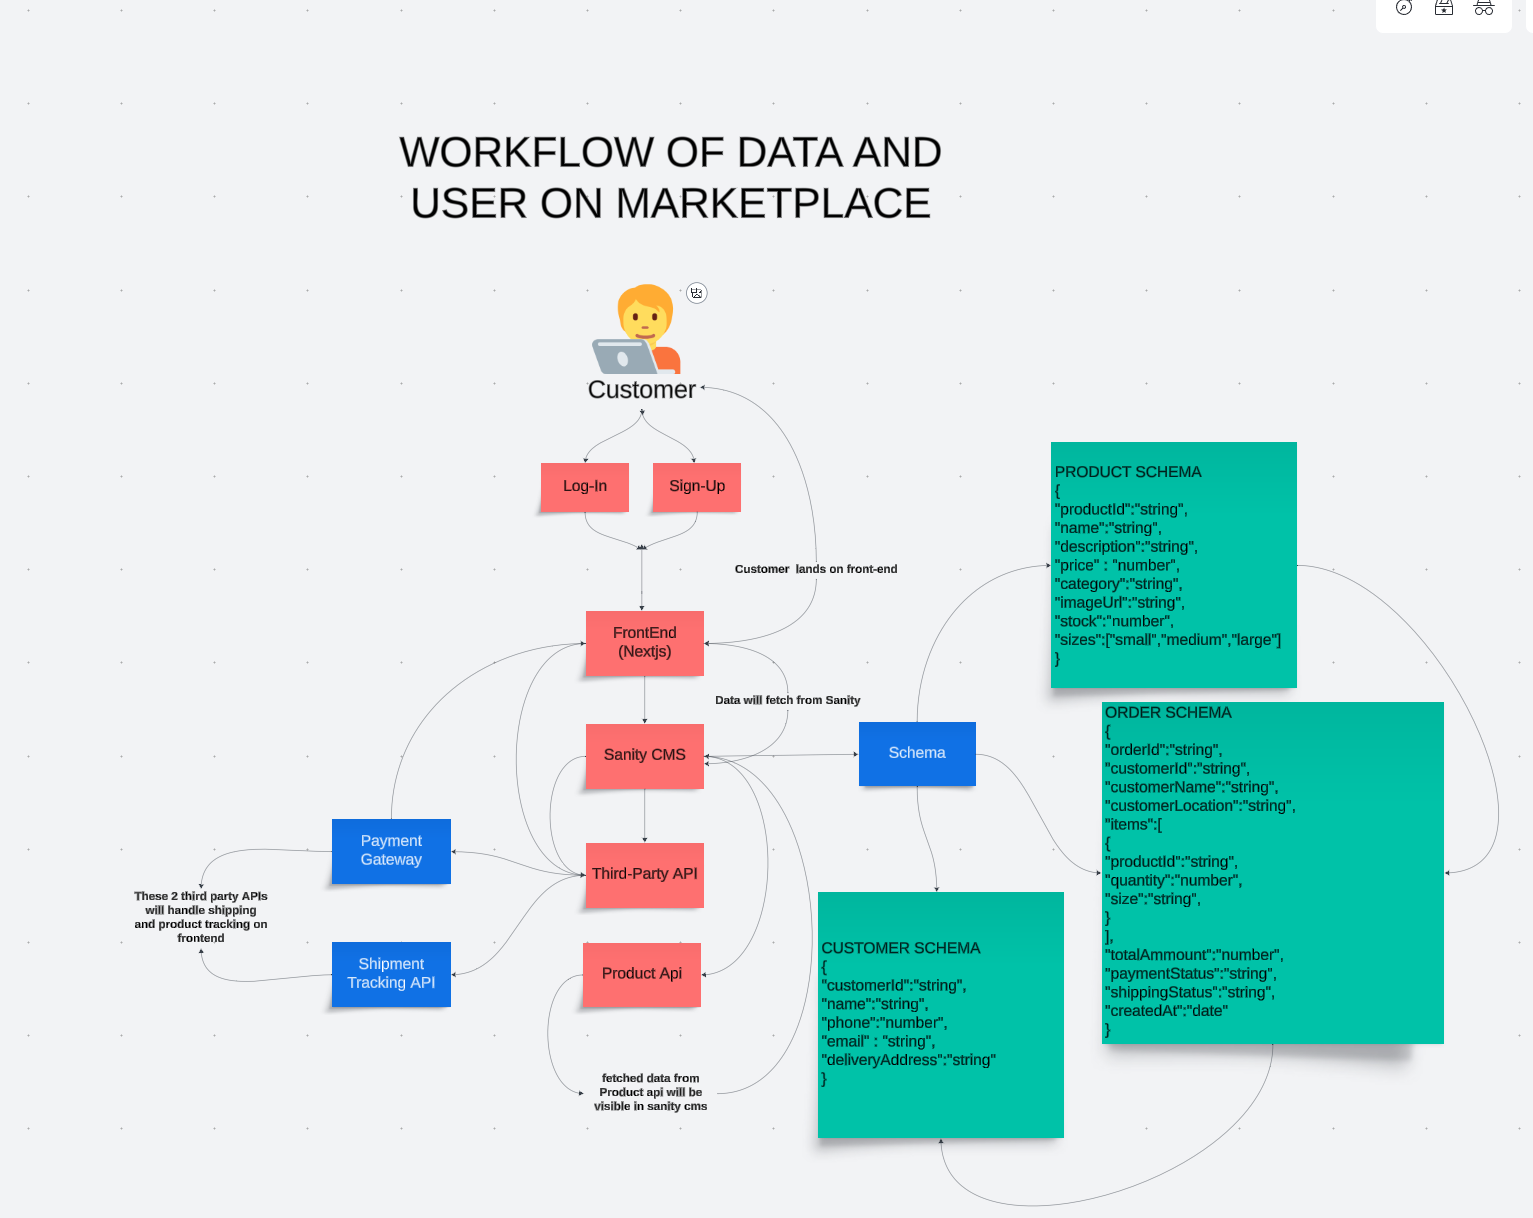 WORKFLOW OF DATA AND
USER ON MARKETPLACE
Customer
Log-In
Sign-Up
Customer lands on front-end
FrontEnd
(Nextjs)
Data will fetch from Sanity
Sanity CMS
Schema
Payment
Gateway
Third-Party API
These 2 third party APIs
will handle shipping
and product tracking on
frontend
Shipment
Tracking API
Product Api
fetched data from
Product api will be
visible in sanity cms
PRODUCT SCHEMA
{
"productId":"string",
"name":"string",
"description":"string",
"price" : "number",
"category":"string",
"imageUrl":"string",
"stock":"number",
"sizes":["small","medium","large"]
}
ORDER SCHEMA
{
"orderId":"string",
"customerId":"string",
"customerName":"string",
"customerLocation":"string",
"items":[
{
"productId":"string",
"quantity":"number",
"size":"string",
}
],
"totalAmmount":"number",
"paymentStatus":"string",
"shippingStatus":"string",
"createdAt":"date"
}
CUSTOMER SCHEMA
{
"customerId":"string",
"name":"string",
"phone":"number",
"email" : "string",
"deliveryAddress":"string"
}